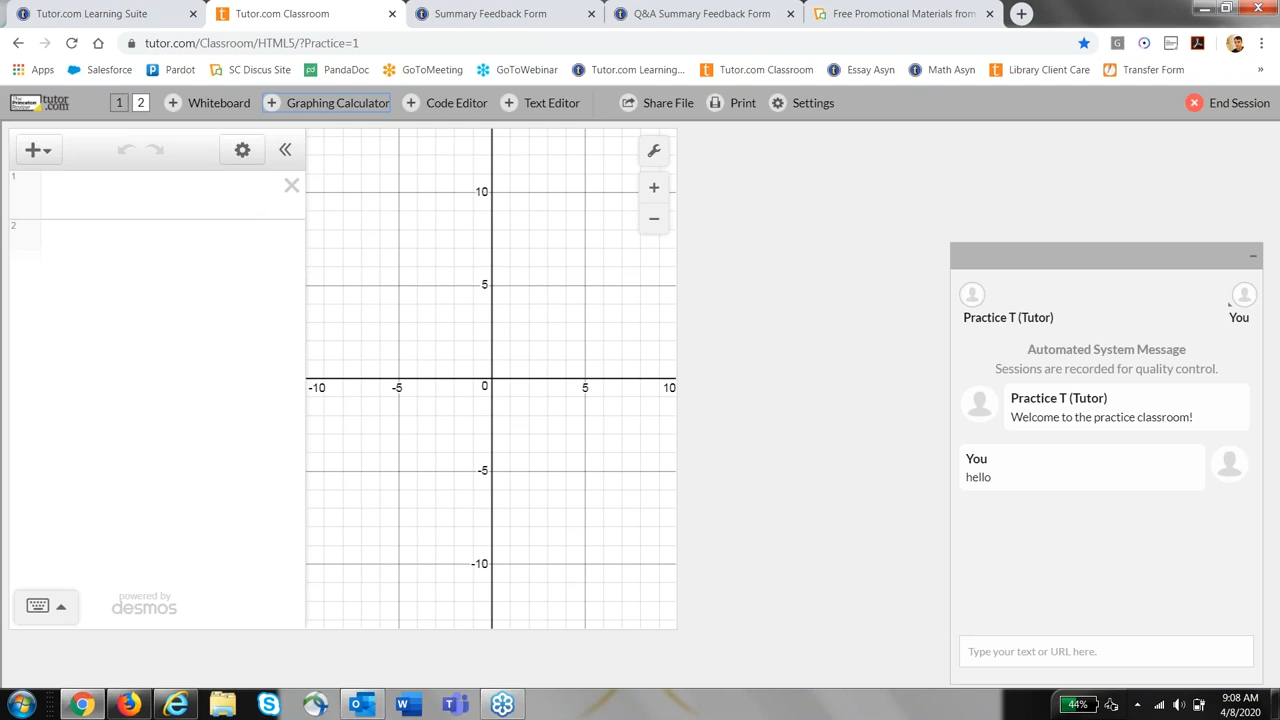 Tutor.com Learning Suite
Tutor.com Classroom
Summary Feedback Form
Q&A Summary Feedback Form
Free Promotional Materials from
tutor.com/Classroom/HTML5/?Practice=1
Apps
Salesforce
Pardot
SC Discus Site
PandaDoc
GoToMeeting
GoToWebinar
Tutor.com Learning...
Tutor.com Classroom
Essay Asyn
Math Asyn
Library Client Care
Transfer Form
»
tutor.com
1
2
Whiteboard
Graphing Calculator
Code Editor
Text Editor
Share File
Print
Settings
End Session
1
2
10
5
-10
-5
0
5
10
-5
-10
powered by
desmos
Practice T (Tutor)
You
Automated System Message
Sessions are recorded for quality control.
Practice T (Tutor)
Welcome to the practice classroom!
You
hello
Type your text or URL here.
44%
9:08 AM
4/8/2020